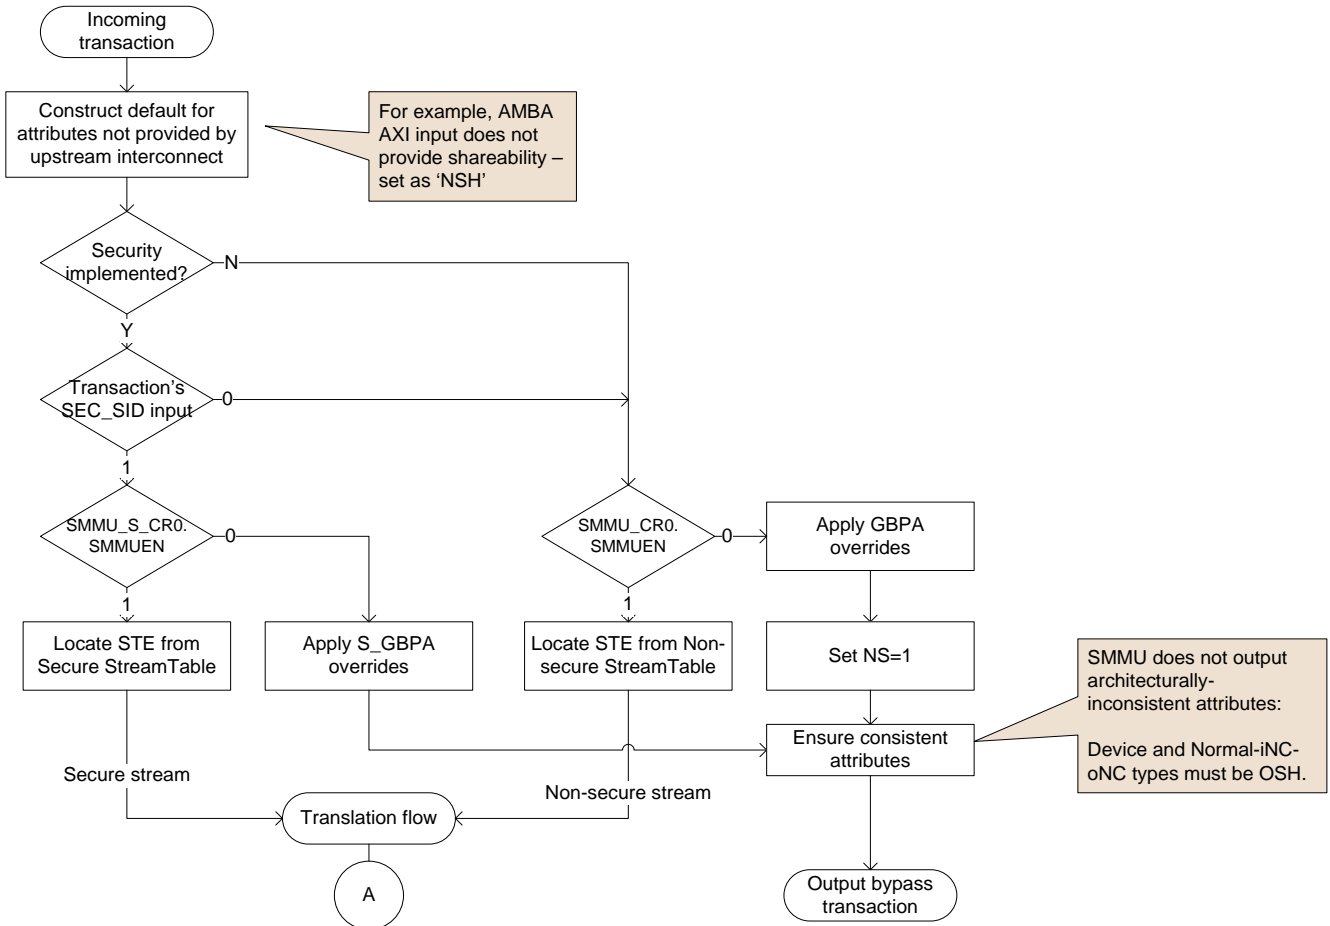 Incoming
transaction
Construct default for
attributes not provided by
upstream interconnect
For example, AMBA
AXI input does not
provide shareability –
set as ‘NSH’
Security
implemented?
N
Y
Transaction's
SEC_SID input
0
1
SMMU_S_CR0.
SMMUEN
0
1
SMMU_CR0.
SMMUEN
0
1
Apply GBPA
overrides
Locate STE from
Secure StreamTable
Apply S_GBPA
overrides
Locate STE from Non-
secure StreamTable
Set NS=1
SMMU does not output
architecturally-
inconsistent attributes:
Device and Normal-iNC-
oNC types must be OSH.
Ensure consistent
attributes
Secure stream
Non-secure stream
Translation flow
A
Output bypass
transaction